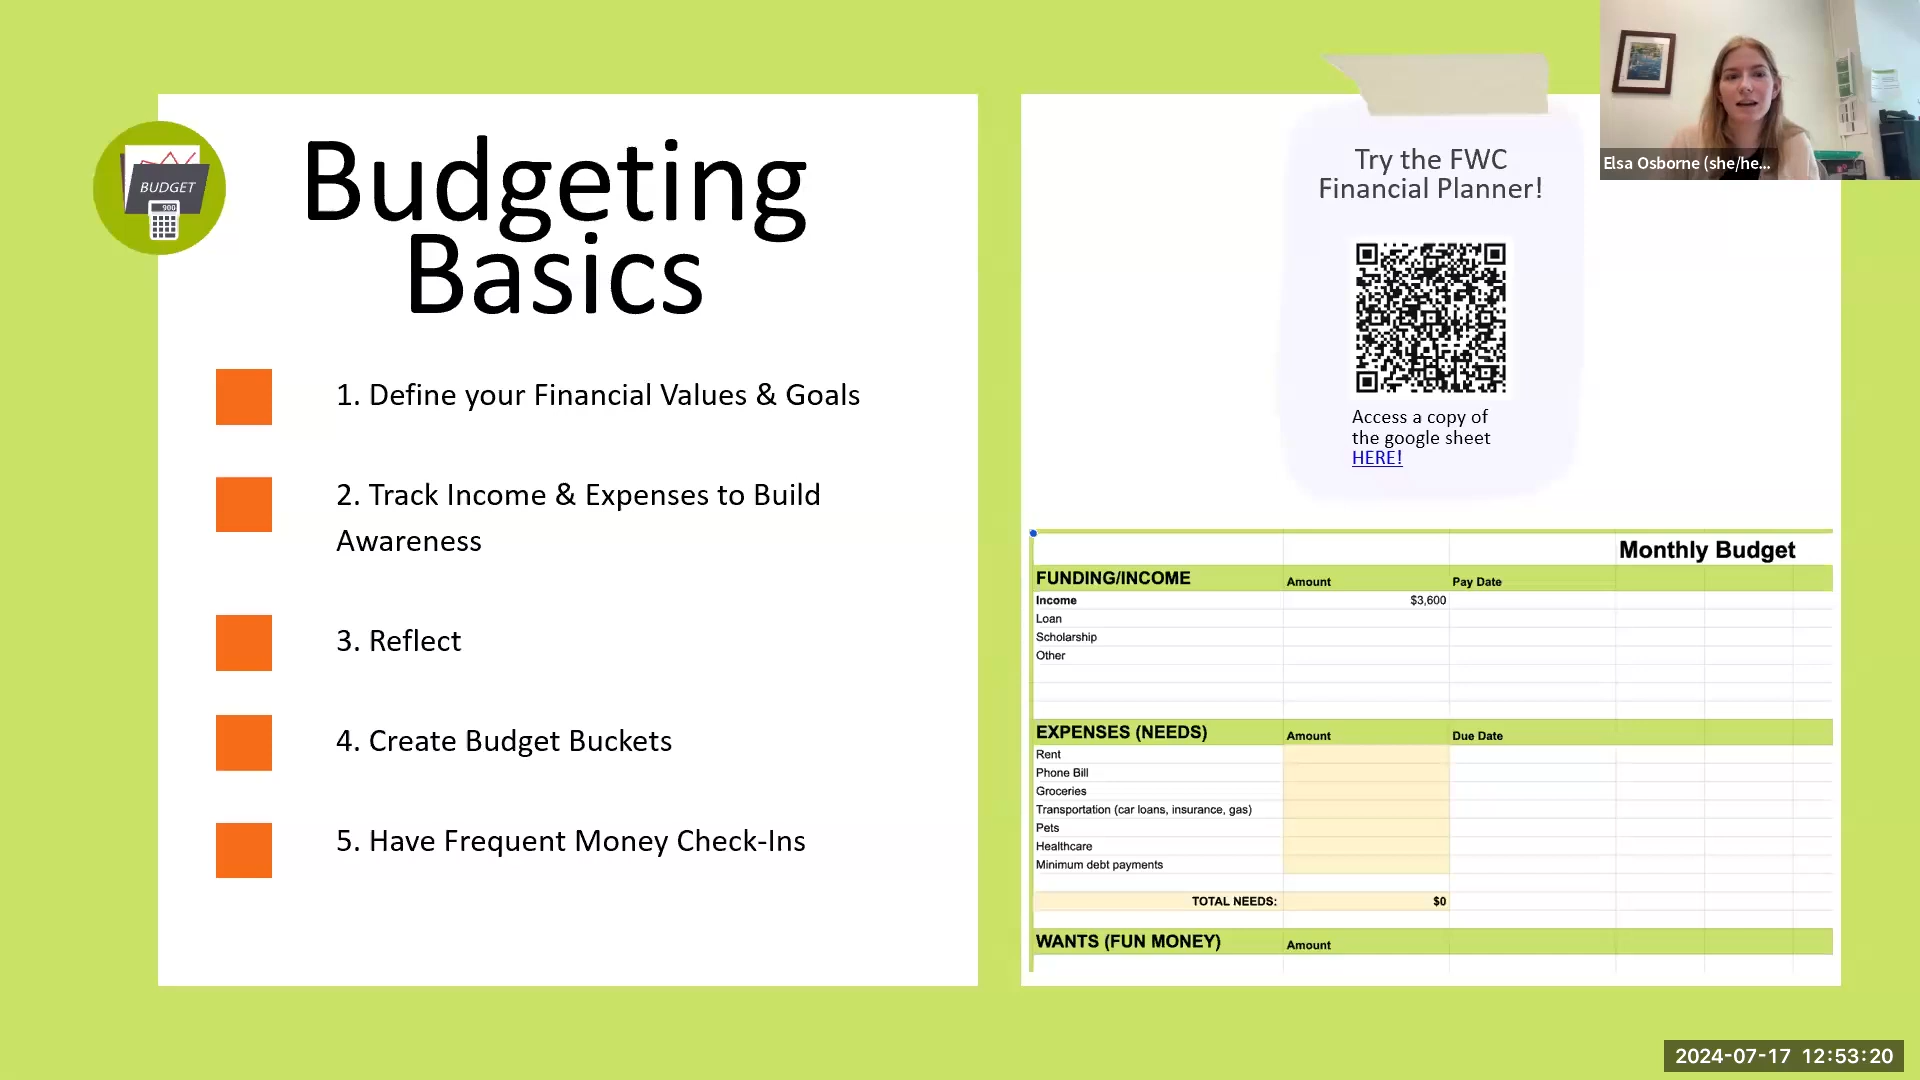 Budgeting
Basics
BUDGET
900
1. Define your Financial Values & Goals
2. Track Income & Expenses to Build
Awareness
3. Reflect
4. Create Budget Buckets
5. Have Frequent Money Check-Ins
Try the FWC
Financial Planner!
Access a copy of
the google sheet
HERE!
Elsa Osborne (she/he...
Monthly Budget
FUNDING/INCOME Amount Pay Date
Income $3,600
Loan
Scholarship
Other
EXPENSES (NEEDS) Amount Due Date
Rent
Phone Bill
Groceries
Transportation (car loans, insurance, gas)
Pets
Healthcare
Minimum debt payments
TOTAL NEEDS: $0
WANTS (FUN MONEY) Amount
2024-07-17 12:53:20